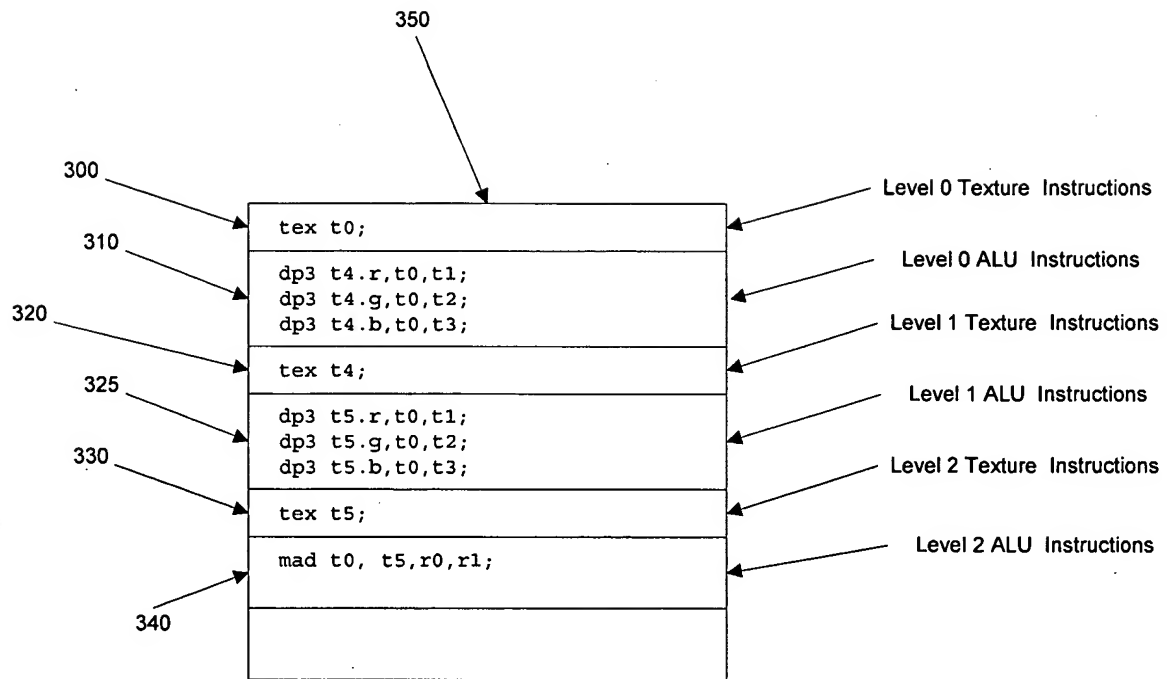 350
300
Level 0 Texture Instructions
tex t0;
310
Level 0 ALU Instructions
dp3 t4.r,t0,t1;
dp3 t4.g,t0,t2;
dp3 t4.b,t0,t3;
320
Level 1 Texture Instructions
tex t4;
325
Level 1 ALU Instructions
dp3 t5.r,t0,t1;
dp3 t5.g,t0,t2;
dp3 t5.b,t0,t3;
330
Level 2 Texture Instructions
tex t5;
Level 2 ALU Instructions
mad t0, t5,r0,r1;
340